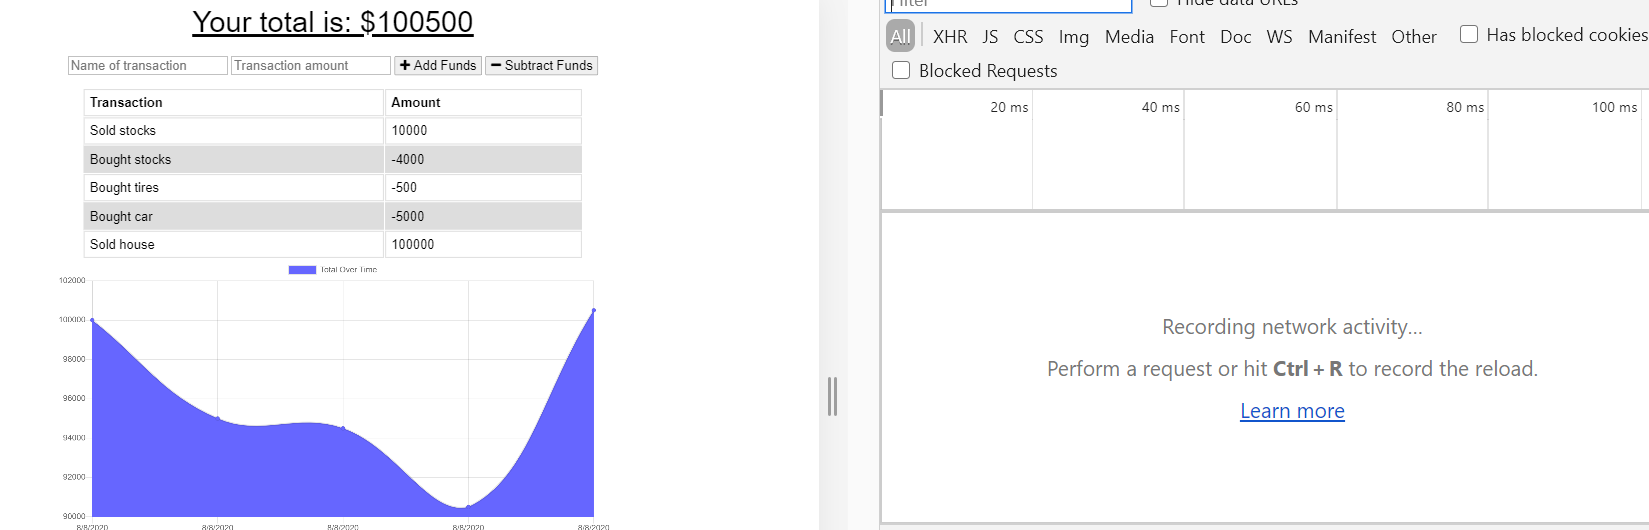 Your total is: $100500
Name of transaction Transaction amount + Add Funds − Subtract Funds
Transaction Amount
Sold stocks 10000
Bought stocks -4000
Bought tires -500
Bought car -5000
Sold house 100000
Total Over Time
102000
100000
98000
96000
94000
92000
90000
8/8/2020 8/8/2020 8/8/2020 8/8/2020 8/8/2020
Filter Hide data URLs
All XHR JS CSS Img Media Font Doc WS Manifest Other Has blocked cookies
Blocked Requests
20 ms 40 ms 60 ms 80 ms 100 ms
Recording network activity...
Perform a request or hit Ctrl + R to record the reload.
Learn more